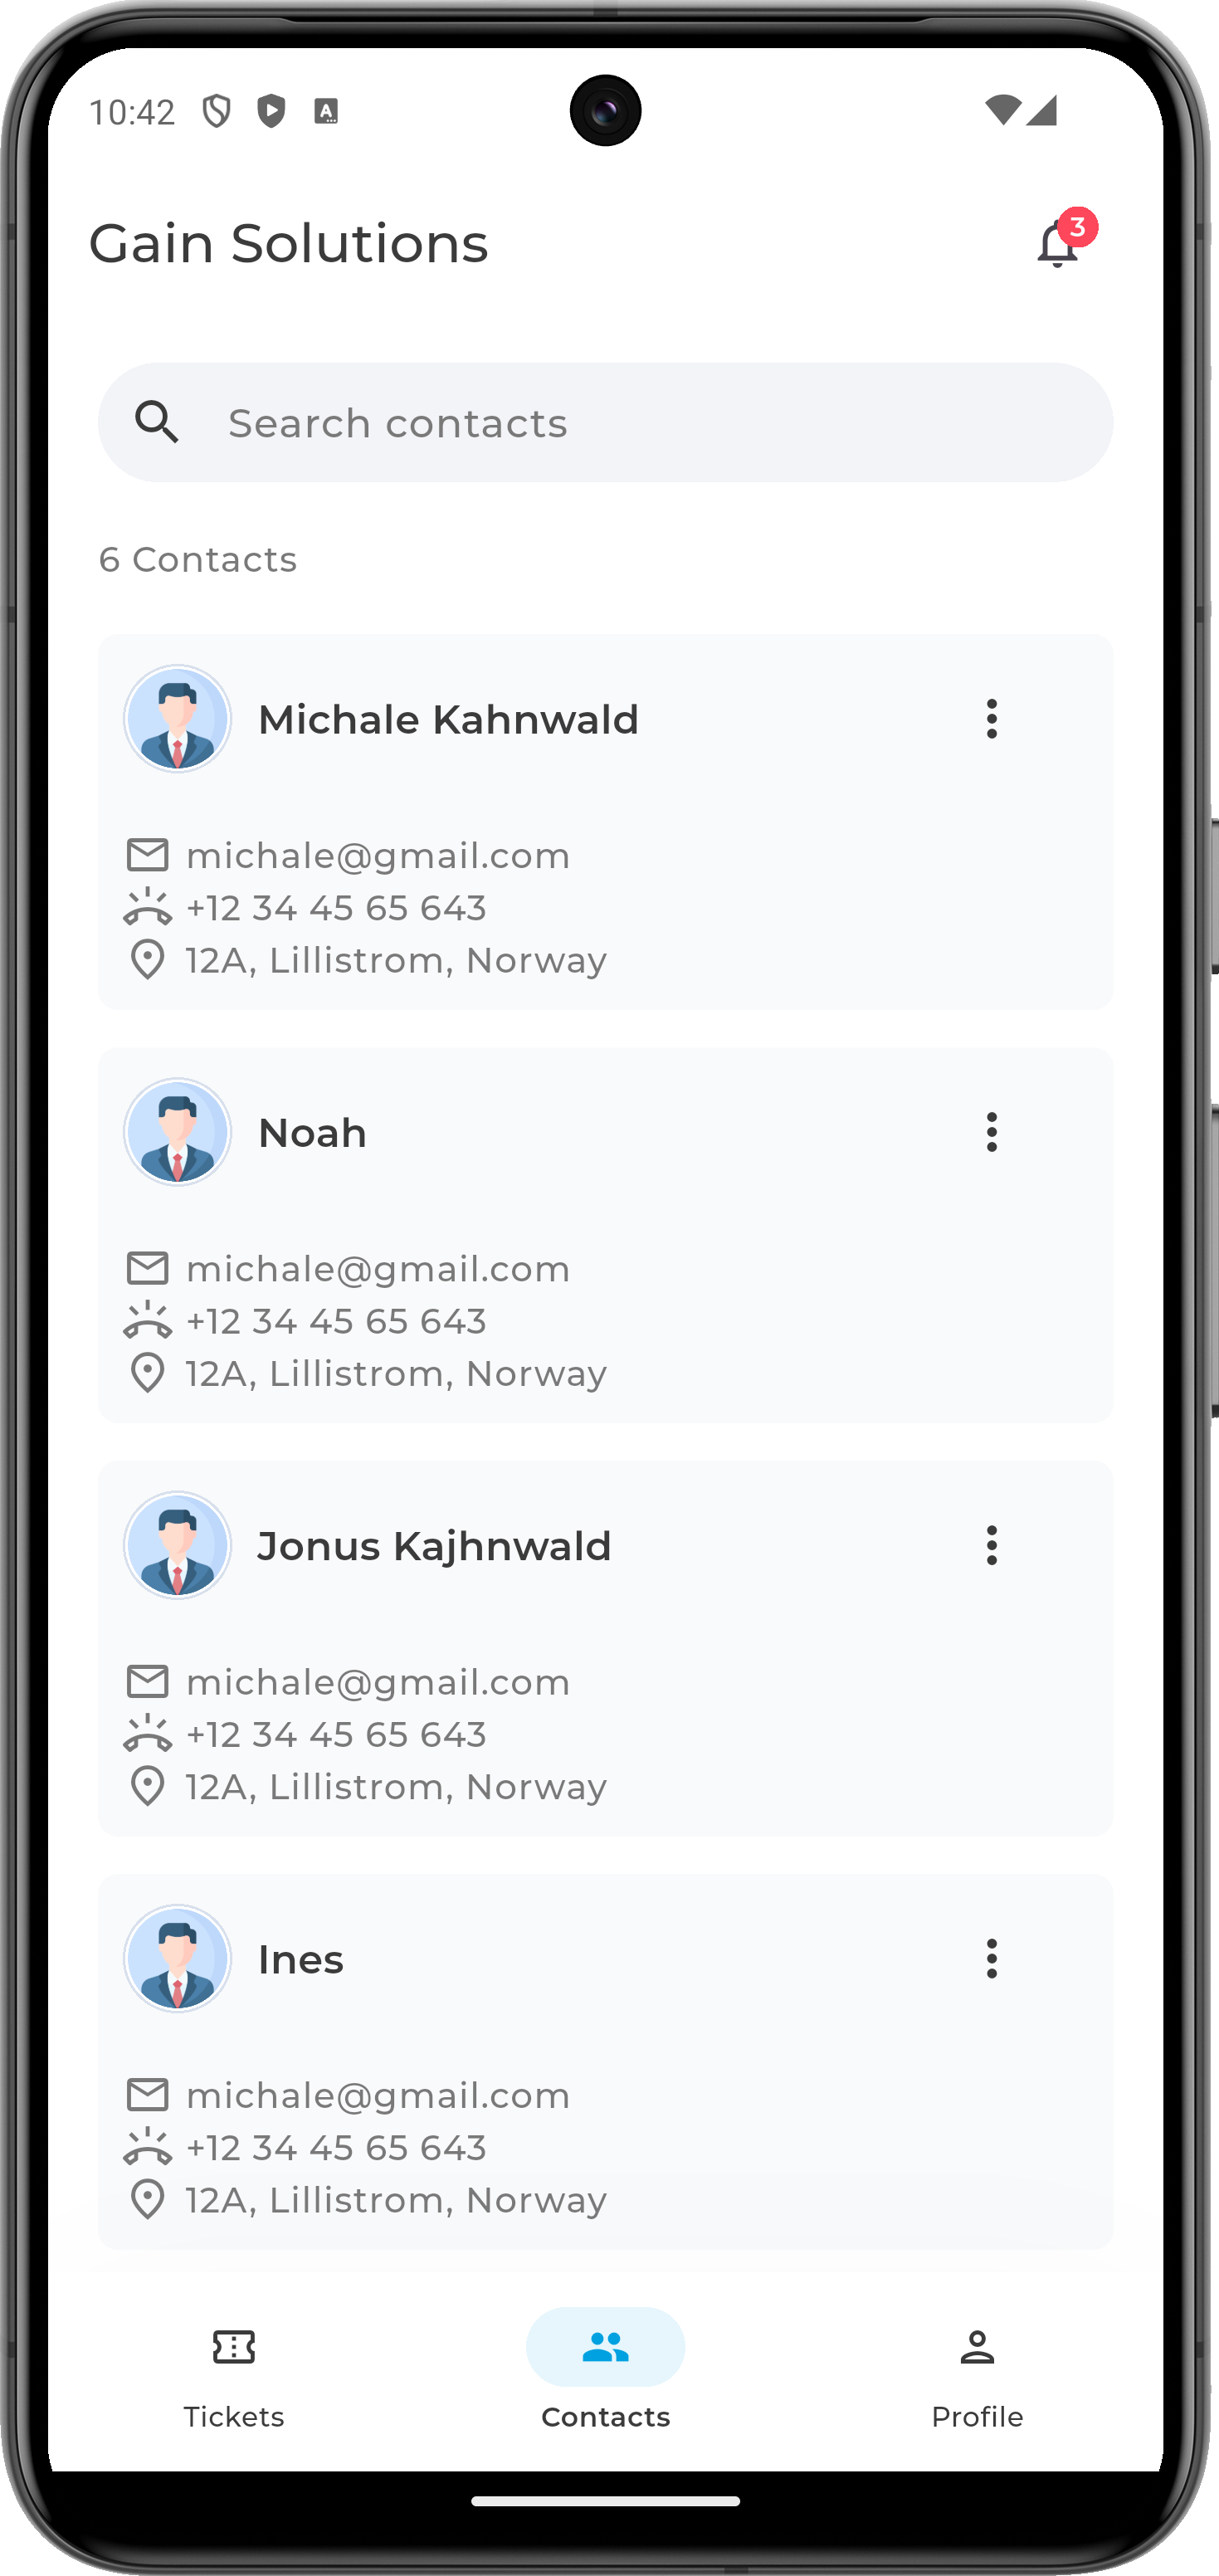 10:42
Gain Solutions
3
Search contacts
6 Contacts
Michale Kahnwald
michale@gmail.com
+12 34 45 65 643
12A, Lillistrom, Norway
Noah
michale@gmail.com
+12 34 45 65 643
12A, Lillistrom, Norway
Jonus Kajhnwald
michale@gmail.com
+12 34 45 65 643
12A, Lillistrom, Norway
Ines
michale@gmail.com
+12 34 45 65 643
12A, Lillistrom, Norway
Tickets
Contacts
Profile